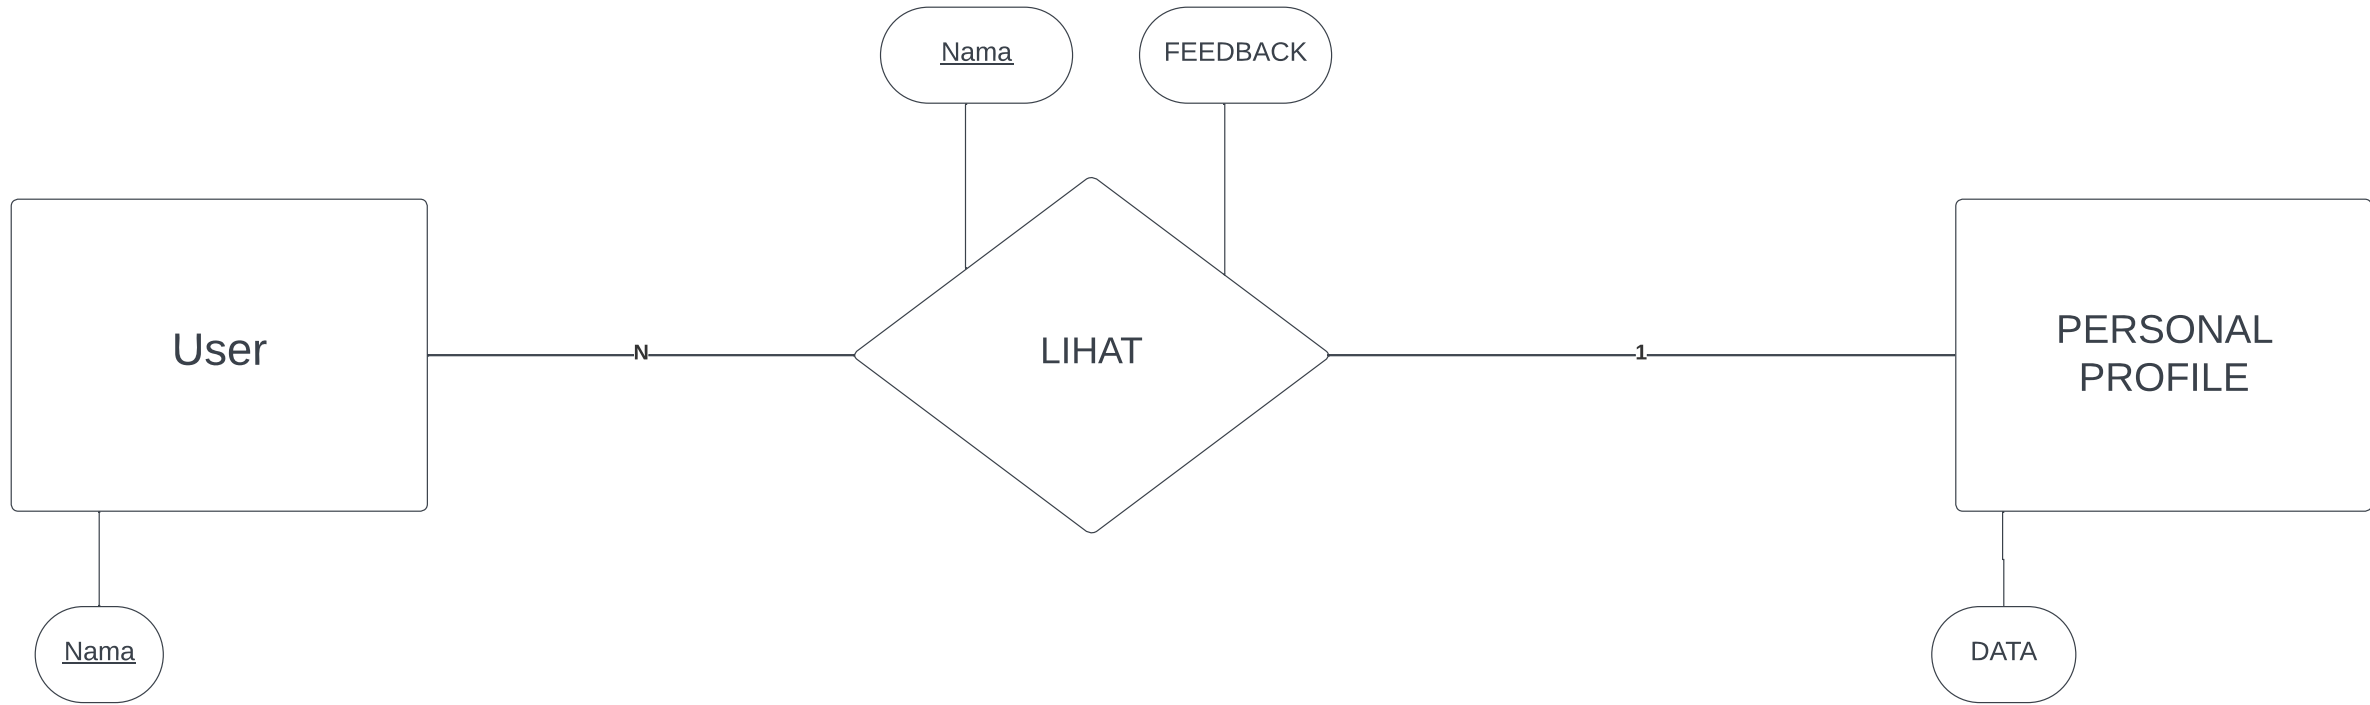 Nama
FEEDBACK
User
N
LIHAT
1
PERSONAL
PROFILE
Nama
DATA